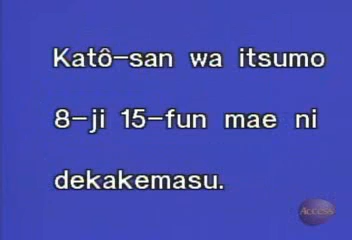 Katô-san wa itsumo
8-ji 15-fun mae ni
dekakemasu.
Access